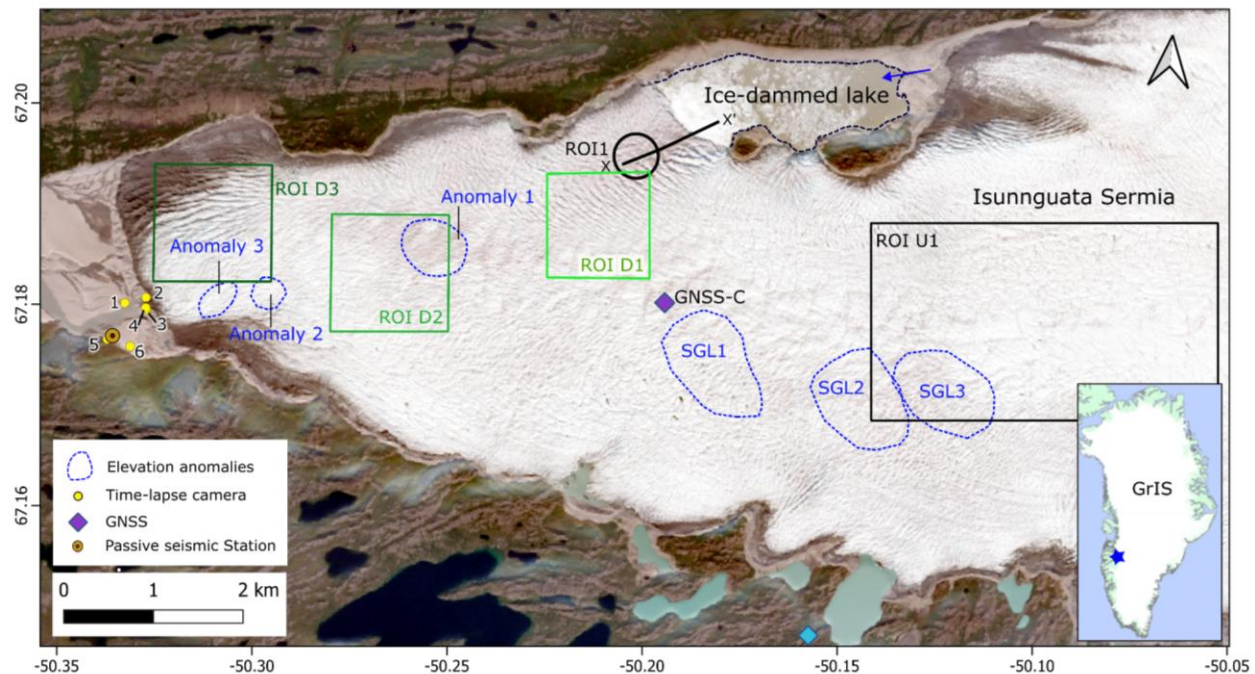 67.20
67.18
67.16
Ice-dammed lake
X'
ROI1
X
Isunnguata Sermia
ROI D3
Anomaly 1
ROI D1
ROI U1
Anomaly 3
GNSS-C
1
2
4
3
Anomaly 2
ROI D2
5
6
SGL1
SGL2
SGL3
Elevation anomalies
Time-lapse camera
GNSS
Passive seismic Station
0 1 2 km
GrIS
-50.35 -50.30 -50.25 -50.20 -50.15 -50.10 -50.05